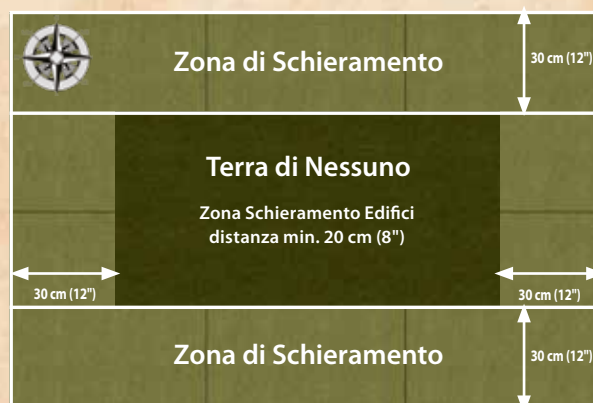 Zona di Schieramento
30 cm (12")
Terra di Nessuno
Zona Schieramento Edifici
distanza min. 20 cm (8")
30 cm (12")
30 cm (12")
Zona di Schieramento
30 cm (12")